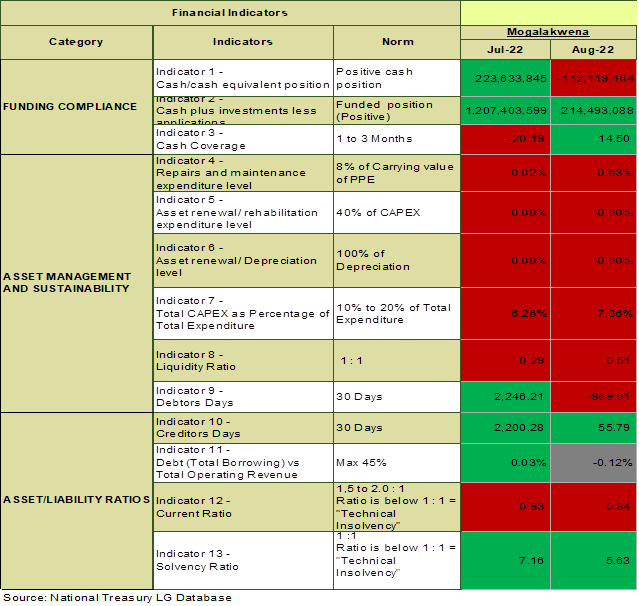 Financial Indicators
Mogalakwena
Category Indicators Norm Jul-22 Aug-22
FUNDING COMPLIANCE
Indicator 1 -
Cash/cash equivalent position
Positive cash
position
223,633,845 -112,119,164
Indicator 2 -
Cash plus investments less
applications
Funded position
(Positive)
1,207,403,599 214,493,088
Indicator 3 -
Cash Coverage
1 to 3 Months
-20.19 14.50
ASSET MANAGEMENT
AND SUSTAINABILITY
Indicator 4 -
Repairs and maintenance
expenditure level
8% of Carrying value
of PPE
0.02% -0.63%
Indicator 5 -
Asset renewal/ rehabilitation
expenditure level
40% of CAPEX
0.00% 0.00%
Indicator 6 -
Asset renewal/ Depreciation
level
100% of
Depreciation
0.00% 0.00%
Indicator 7 -
Total CAPEX as Percentage of
Total Expenditure
10% to 20% of Total
Expenditure
6.26% 7.36%
Indicator 8 -
Liquidity Ratio
1 : 1
0.29 0.51
Indicator 9 -
Debtors Days
30 Days
2,246.21 -969.01
ASSET/LIABILITY RATIOS
Indicator 10 -
Creditors Days
30 Days
2,200.28 55.79
Indicator 11 -
Debt (Total Borrowing) vs
Total Operating Revenue
Max 45%
0.03% -0.12%
Indicator 12 -
Current Ratio
1,5 to 2.0 : 1
Ratio is below 1 : 1 =
"Technical
Insolvency"
0.93 0.84
Indicator 13 -
Solvency Ratio
1 :1
Ratio is below 1 : 1 =
"Technical
Insolvency"
7.16 5.63
Source: National Treasury LG Database